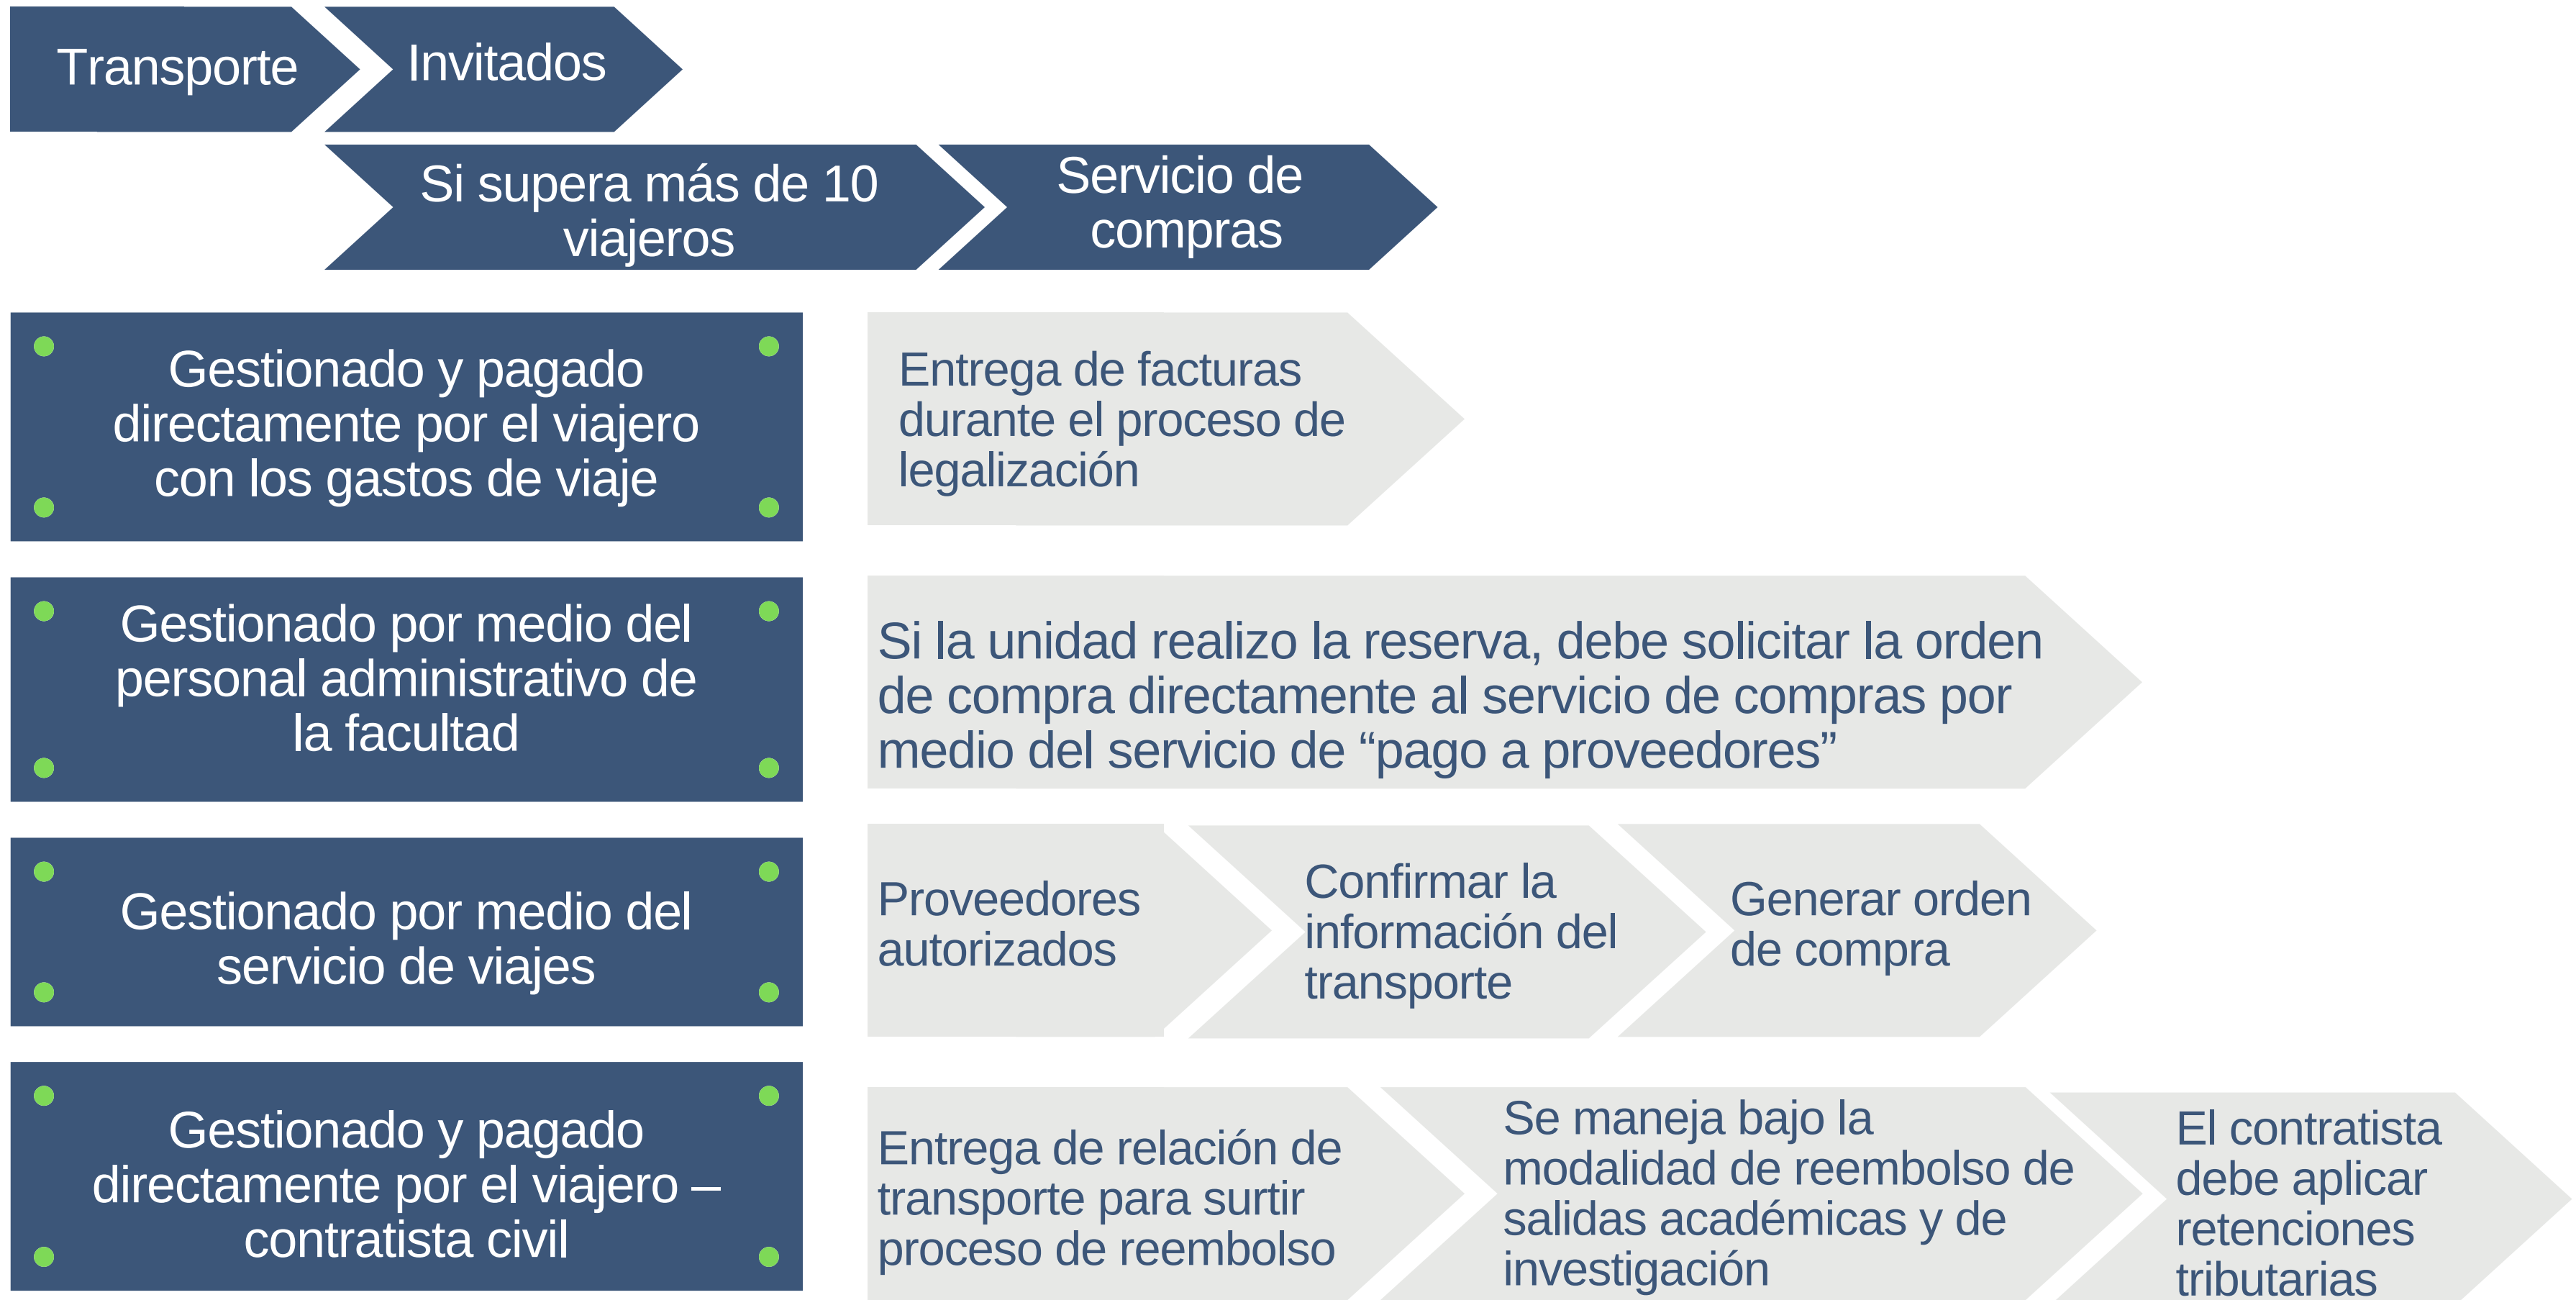 Transporte
Invitados
Si supera más de 10
viajeros
Servicio de
compras
Gestionado y pagado
directamente por el viajero
con los gastos de viaje
Entrega de facturas
durante el proceso de
legalización
Gestionado por medio del
personal administrativo de
la facultad
Si la unidad realizo la reserva, debe solicitar la orden
de compra directamente al servicio de compras por
medio del servicio de “pago a proveedores”
Gestionado por medio del
servicio de viajes
Proveedores
autorizados
Confirmar la
información del
transporte
Generar orden
de compra
Gestionado y pagado
directamente por el viajero –
contratista civil
Entrega de relación de
transporte para surtir
proceso de reembolso
Se maneja bajo la
modalidad de reembolso de
salidas académicas y de
investigación
El contratista
debe aplicar
retenciones
tributarias